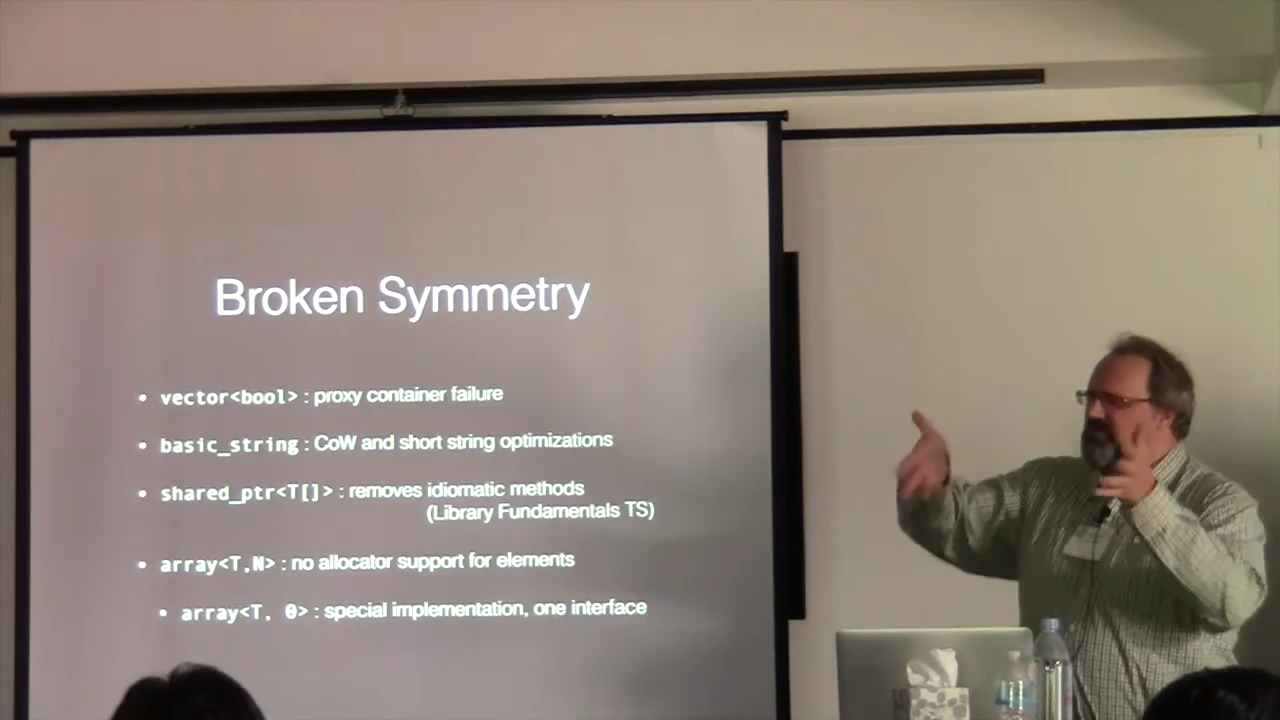 Broken Symmetry
• vector<bool> : proxy container failure
• basic_string : CoW and short string optimizations
• shared_ptr<T[]> : removes idiomatic methods
(Library Fundamentals TS)
• array<T,N> : no allocator support for elements
• array<T, 0> : special implementation, one interface